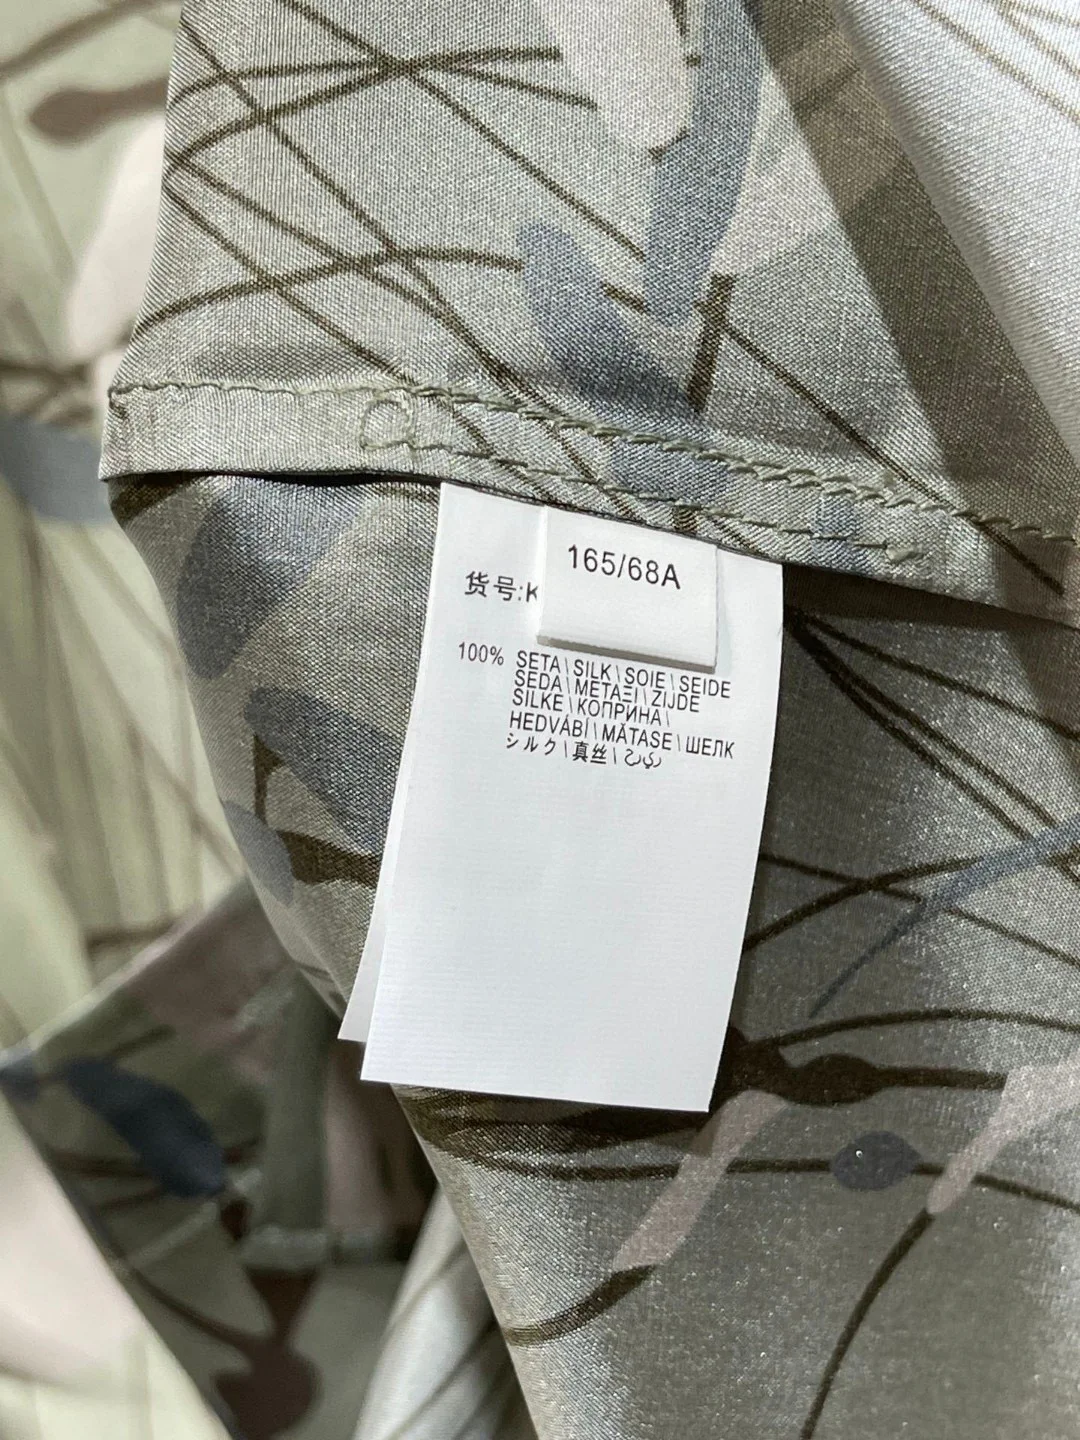 165/68A
货号:K
100% SETA\SILK\SOIE\SEIDE
SEDA\ΜΕΤΑΞΙ\ZIJDE
SILKE\КОПРИНА\
HEDVÁBÍ\MĂTASE\ШЕЛК
シルク\真丝\